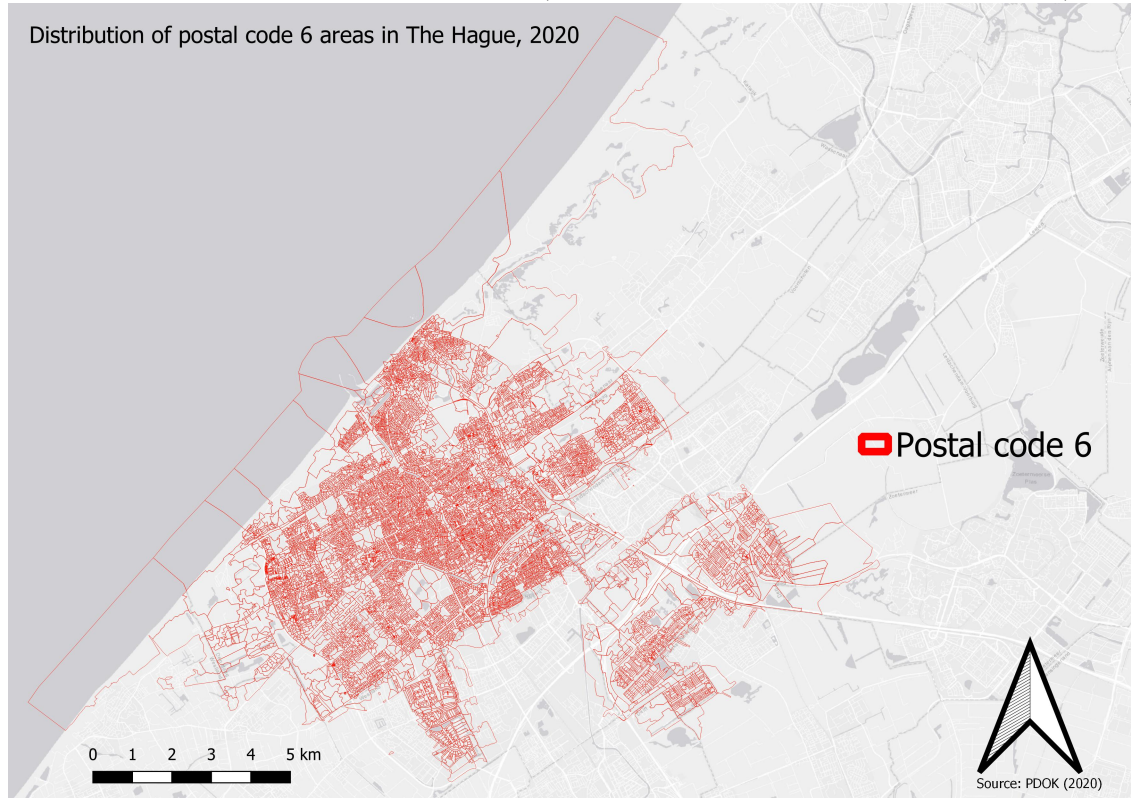 Distribution of postal code 6 areas in The Hague, 2020
Postal code 6
0 1 2 3 4 5 km
Source: PDOK (2020)